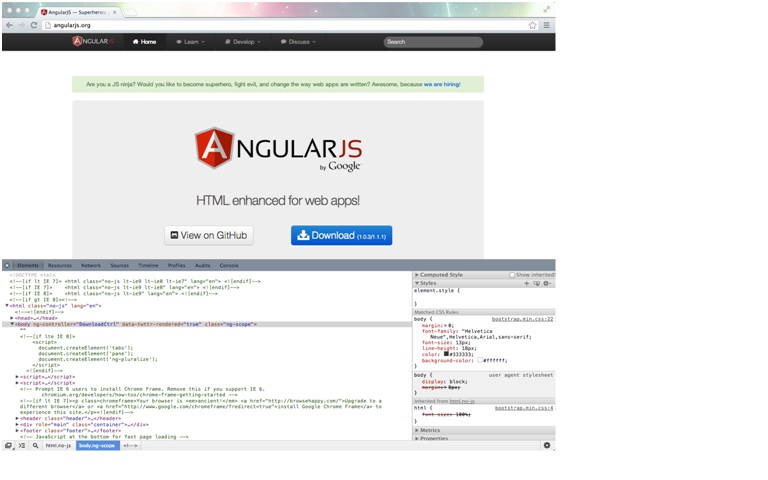 AngularJS — Superheroic
angularjs.org
ANGULARJS
Home
Learn
Develop
Discuss
Search
Are you a JS ninja? Would you like to become superhero, fight evil, and change the way web apps are written? Awesome, because we are hiring!
ANGULARJS
by Google
HTML enhanced for web apps!
View on GitHub
Download (1.0.3/1.1.1)
Elements Resources Network Sources Timeline Profiles Audits Console
<!DOCTYPE html>
<!--[if lt IE 7]> <html class="no-js lt-ie9 lt-ie8 lt-ie7" lang="en"> <![endif]-->
<!--[if IE 7]> <html class="no-js lt-ie9 lt-ie8" lang="en"> <![endif]-->
<!--[if IE 8]> <html class="no-js lt-ie9" lang="en"> <![endif]-->
<!--[if gt IE 8]><!-->
<html class="no-js" lang="en">
<!--<![endif]-->
<head>…</head>
<body ng-controller="DownloadCtrl" data-twttr-rendered="true" class="ng-scope">
<!--[if lte IE 8]>
<script>
document.createElement('tabs');
document.createElement('pane');
document.createElement('ng-pluralize');
</script>
<![endif]-->
<script>…</script>
<script>…</script>
<!-- Prompt IE 6 users to install Chrome Frame. Remove this if you support IE 6.
chromium.org/developers/how-tos/chrome-frame-getting-started -->
<!--[if lt IE 7]><p class=chromeframe>Your browser is <em>ancient!</em> <a href="http://browsehappy.com/">Upgrade to a
different browser</a> or <a href="http://www.google.com/chromeframe/?redirect=true">install Google Chrome Frame</a> to
experience this site.</p><![endif]-->
<header class="header">…</header>
<div role="main" class="container">…</div>
<footer class="footer">…</footer>
<!-- JavaScript at the bottom for fast page loading -->
html.no-js
body.ng-scope
<!-->
Computed Style
Show inherited
Styles
element.style {
}
Matched CSS Rules
body { bootstrap.min.css:22
margin: 0;
font-family: "Helvetica
Neue",Helvetica,Arial,sans-serif;
font-size: 13px;
line-height: 18px;
color: #333333;
background-color: #ffffff;
}
body { user agent stylesheet
display: block;
margin: 8px;
}
Inherited from html.no-js
html { bootstrap.min.css:4
font-size: 100%;
}
Metrics
Properties